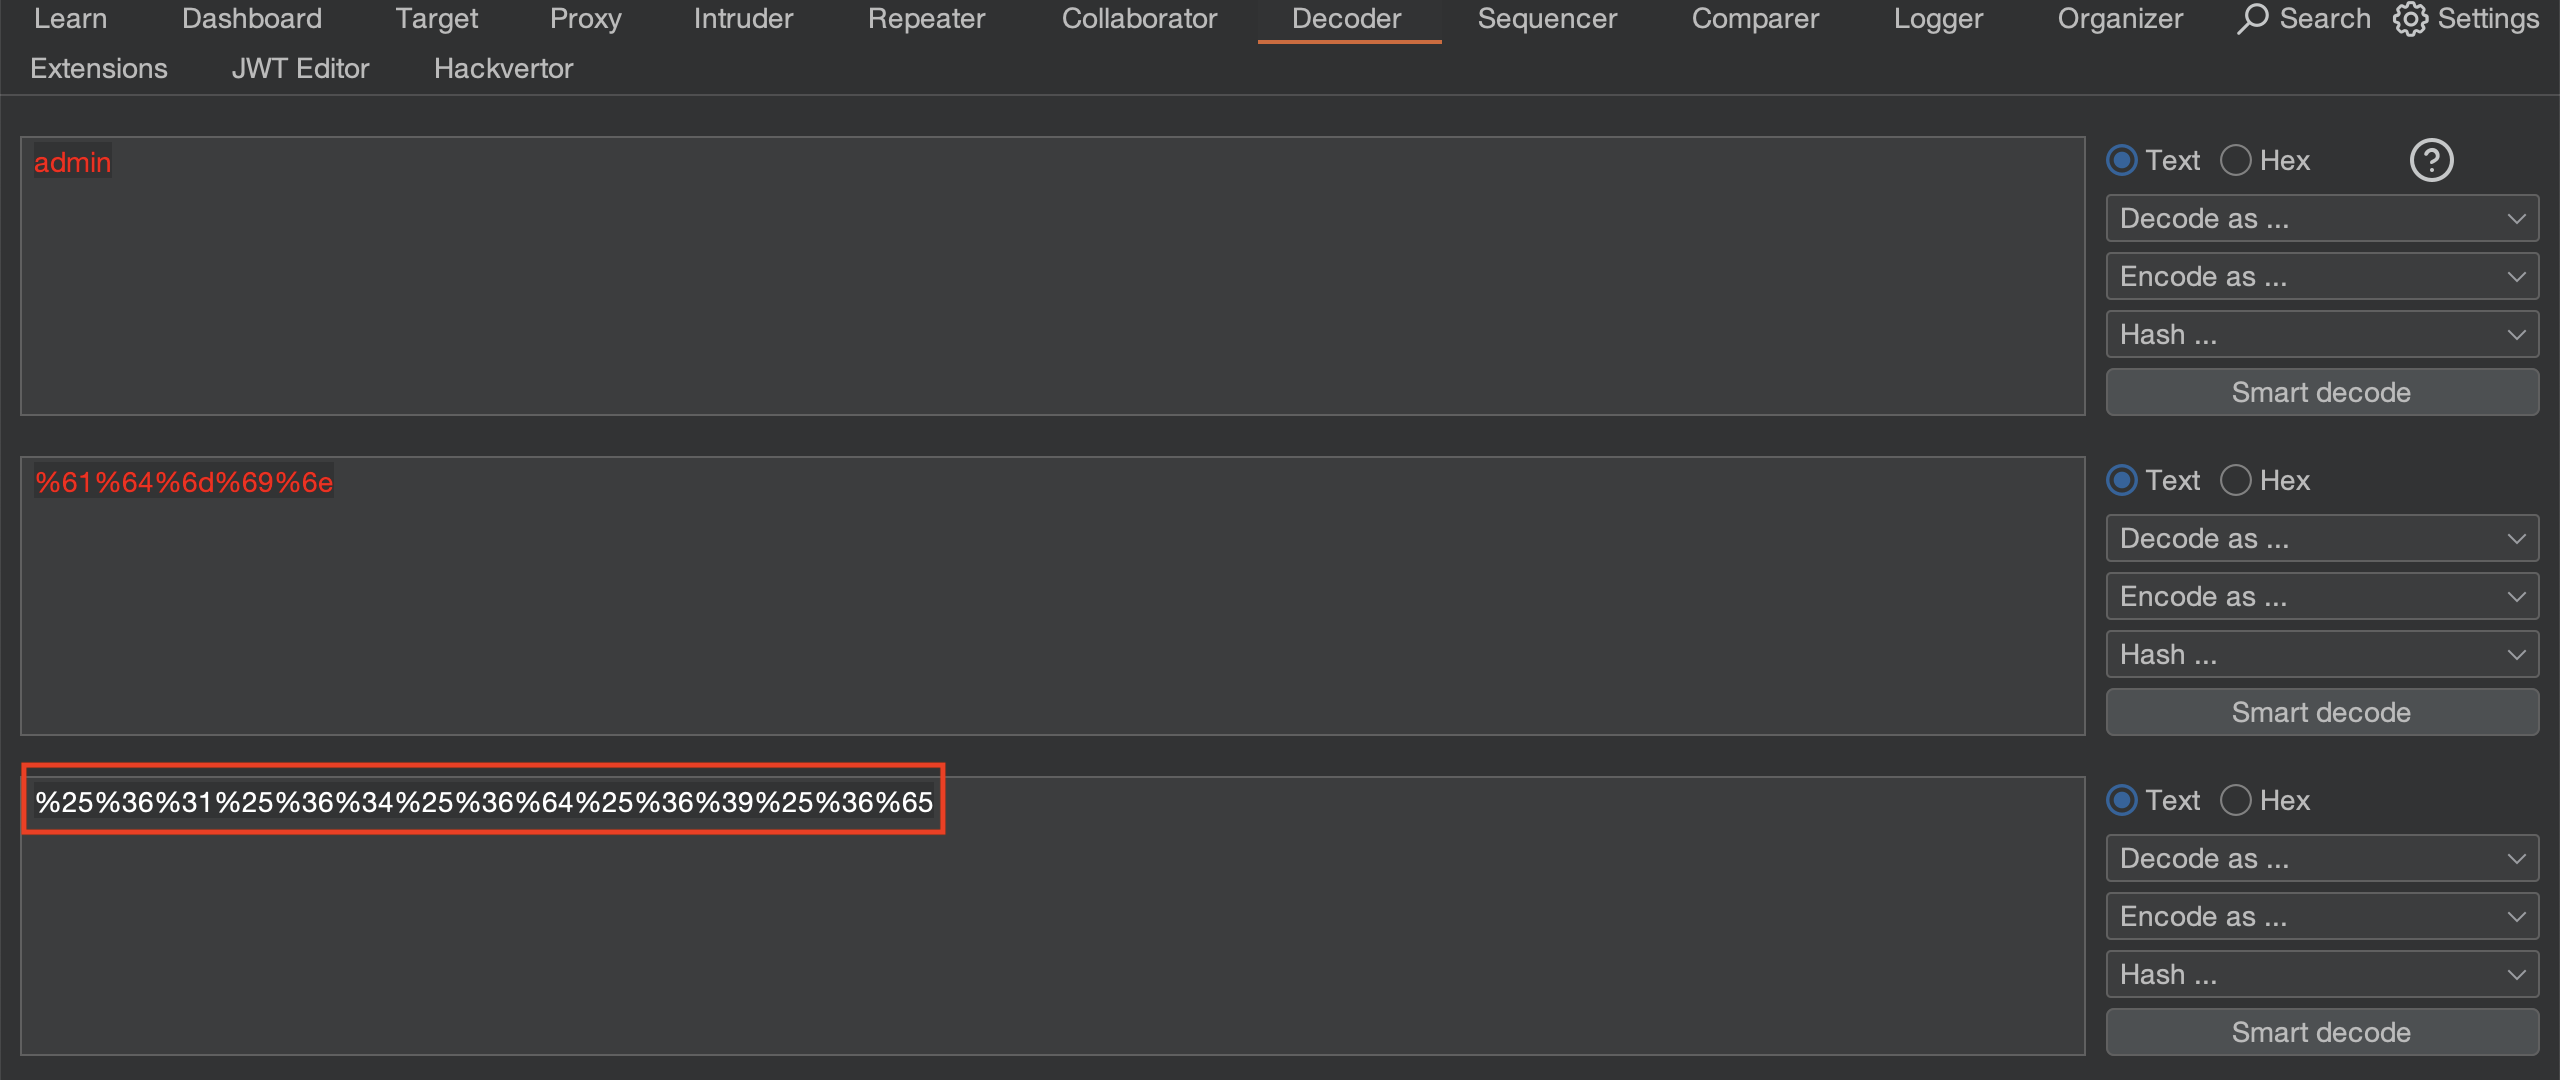 Learn Dashboard Target Proxy Intruder Repeater Collaborator Decoder Sequencer Comparer Logger Organizer Search Settings
Extensions JWT Editor Hackvertor
admin
Text Hex ?
Decode as ...
Encode as ...
Hash ...
Smart decode
%61%64%6d%69%6e
Text Hex
Decode as ...
Encode as ...
Hash ...
Smart decode
%25%36%31%25%36%34%25%36%64%25%36%39%25%36%65
Text Hex
Decode as ...
Encode as ...
Hash ...
Smart decode